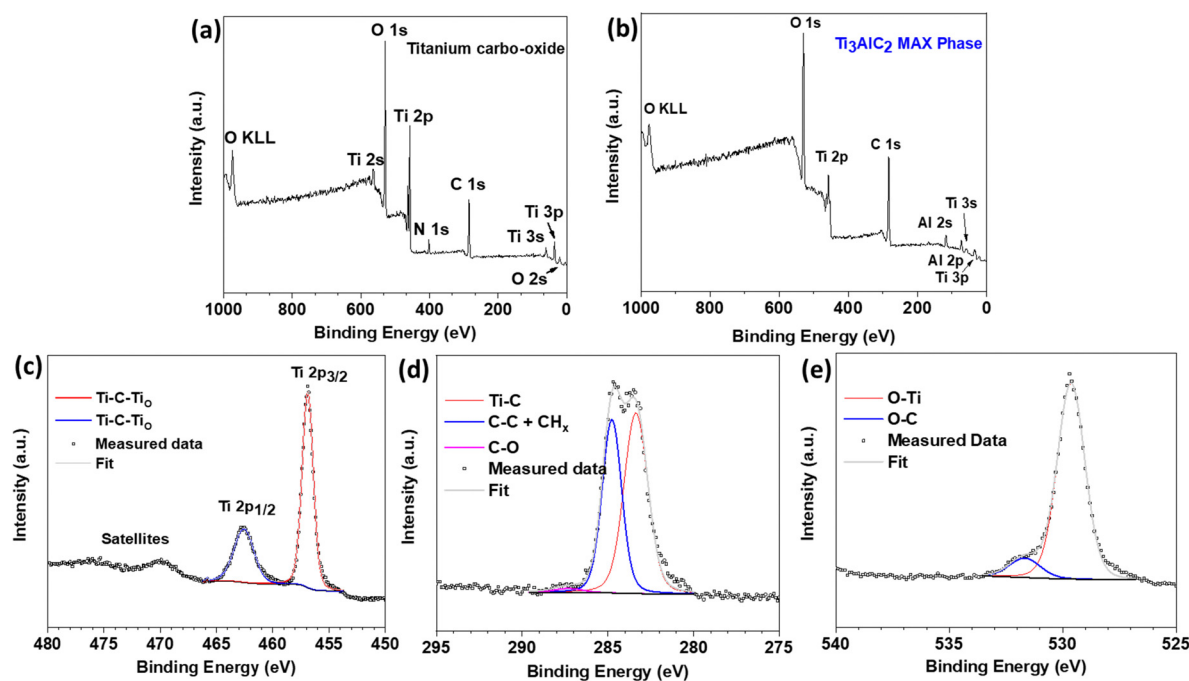 (a)
Titanium carbo-oxide
O 1s
Ti 2p
O KLL
Ti 2s
C 1s
N 1s
Ti 3p
Ti 3s
O 2s
Intensity (a.u.)
1000 800 600 400 200 0
Binding Energy (eV)
(b)
Ti₃AlC₂ MAX Phase
O 1s
O KLL
Ti 2p
C 1s
Ti 3s
Al 2s
Al 2p
Ti 3p
Intensity (a.u.)
1000 800 600 400 200 0
Binding Energy (eV)
(c)
Ti 2p₃/₂
Ti-C-Ti₀
Ti-C-Ti₀
Measured data
Fit
Ti 2p₁/₂
Satellites
Intensity (a.u.)
480 470 465 460 450
Binding Energy (eV)
(d)
Ti-C
C-C + CHₓ
C-O
Measured data
Fit
Intensity (a.u.)
295 290 285 280 275
Binding Energy (eV)
(e)
O-Ti
O-C
Measured Data
Fit
Intensity (a.u.)
540 535 530 525
Binding Energy (eV)